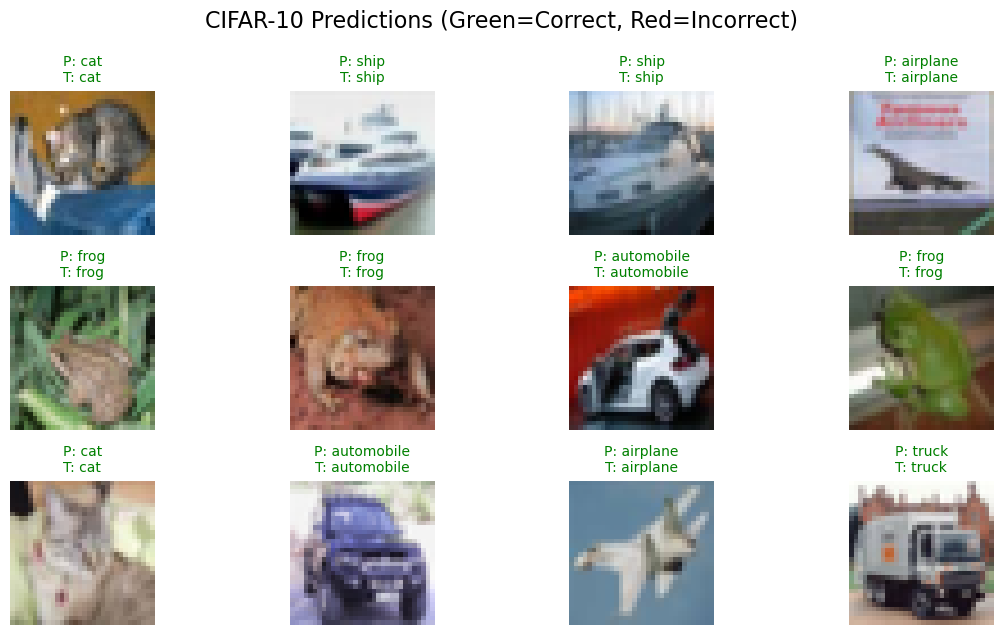 CIFAR-10 Predictions (Green=Correct, Red=Incorrect)
P: cat
T: cat
P: ship
T: ship
P: ship
T: ship
P: airplane
T: airplane
P: frog
T: frog
P: frog
T: frog
P: automobile
T: automobile
P: frog
T: frog
P: cat
T: cat
P: automobile
T: automobile
P: airplane
T: airplane
P: truck
T: truck